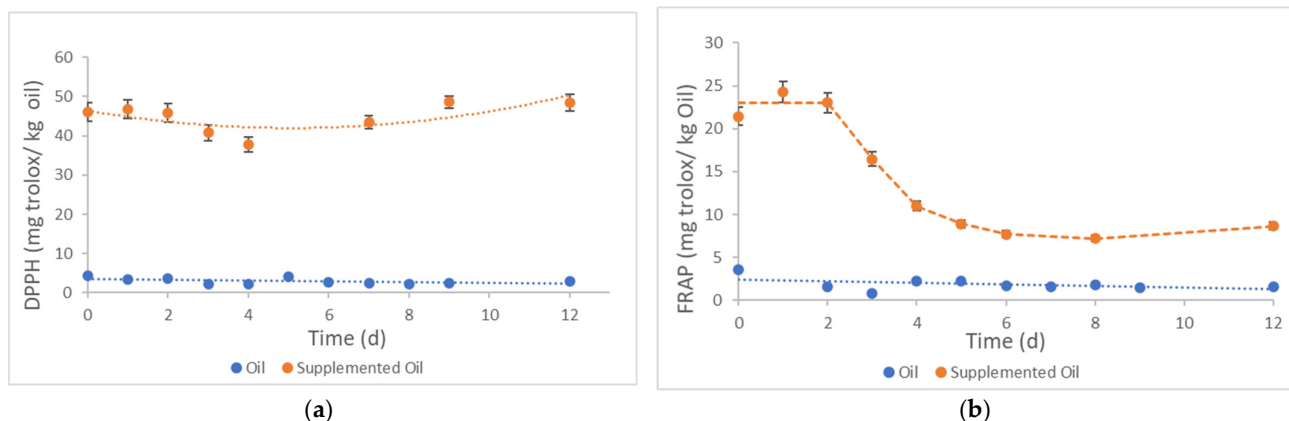 60
50
40
30
20
10
0
DPPH (mg trolox/ kg oil)
0 2 4 6 8 10 12
Time (d)
Oil Supplemented Oil
(a)
30
25
20
15
10
5
0
FRAP (mg trolox/ kg Oil)
0 2 4 6 8 10 12
Time (d)
Oil Supplemented Oil
(b)